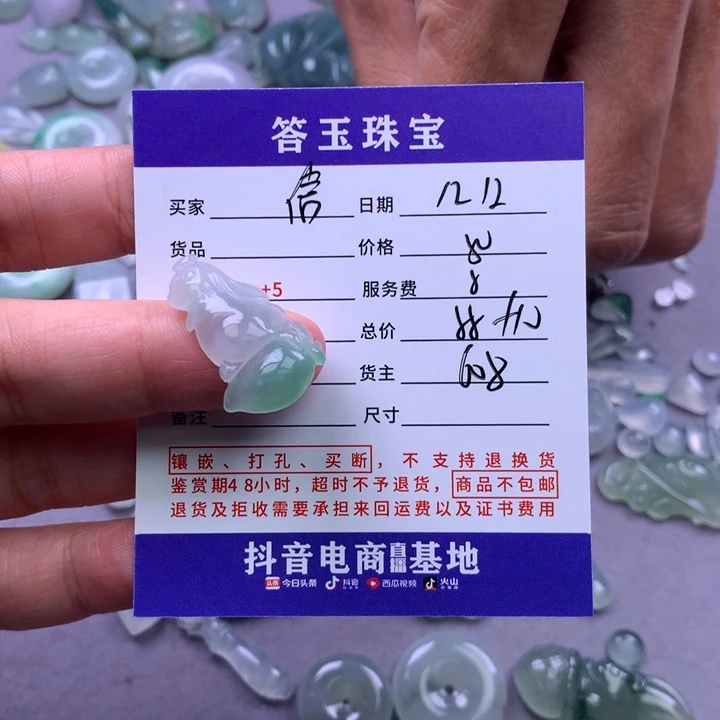 答玉珠宝
买家 信 日期 12 12
货品 价格 80
+5 服务费 8
总价 88
货主 608
备注 尺寸
镶嵌、打孔、买断，不支持退换货
鉴赏期48小时，超时不予退货，商品不包邮
退货及拒收需要承担来回运费以及证书费用
抖音电商直播基地
头条 今日头条 抖音 西瓜视频 火山